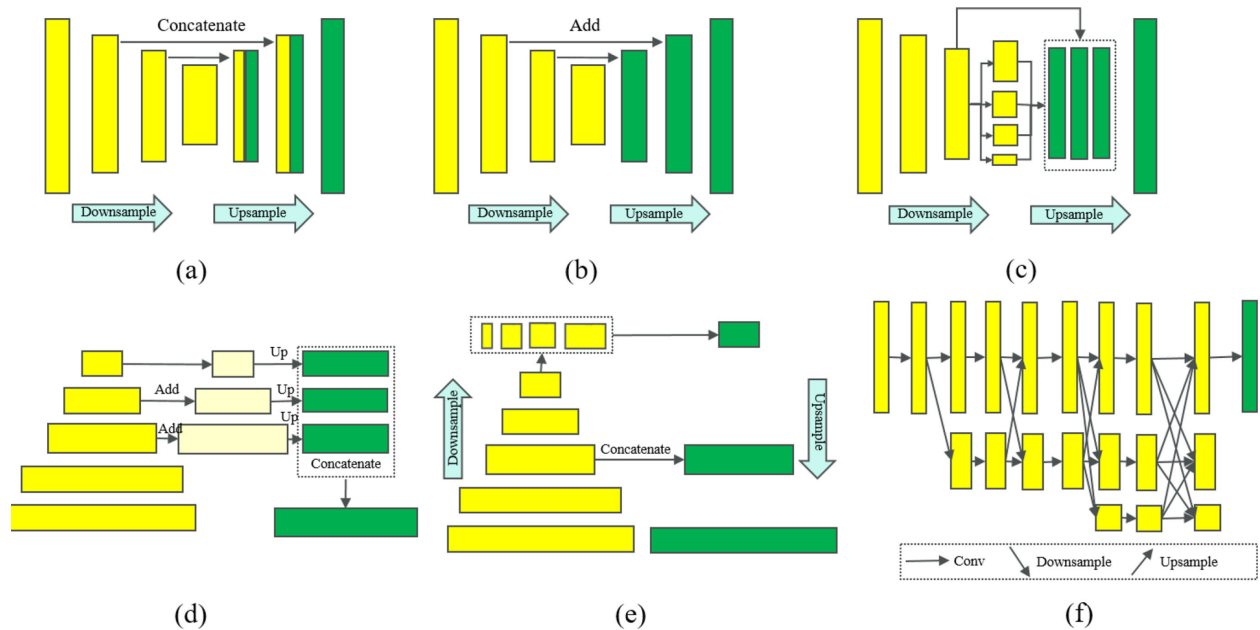 Concatenate
Downsample
Upsample
(a)
Add
Downsample
Upsample
(b)
Downsample
Upsample
(c)
Up
Add
Up
Add
Up
Concatenate
(d)
Downsample
Concatenate
Upsample
(e)
Conv
Downsample
Upsample
(f)